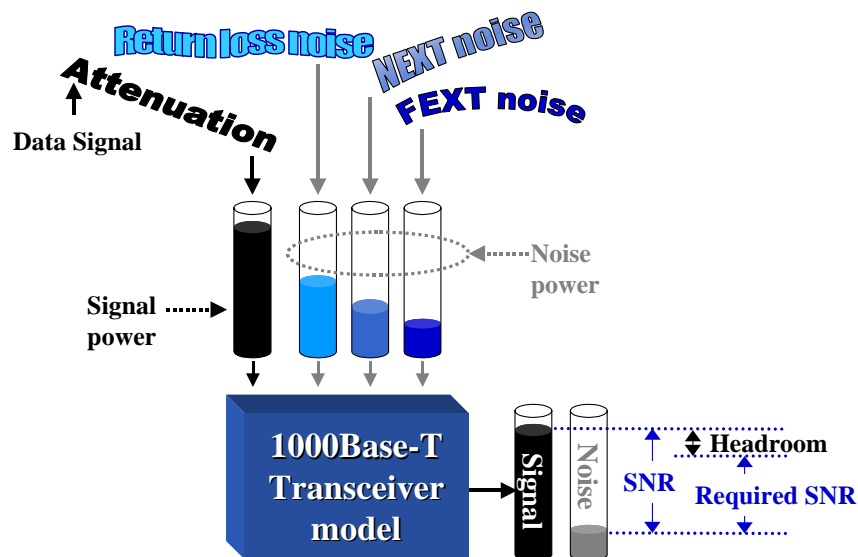 Return loss noise
NEXT noise
FEXT noise
Attenuation
Data Signal
Noise
power
Signal
power
1000Base-T
Transceiver
model
Signal
Noise
SNR
Headroom
Required SNR